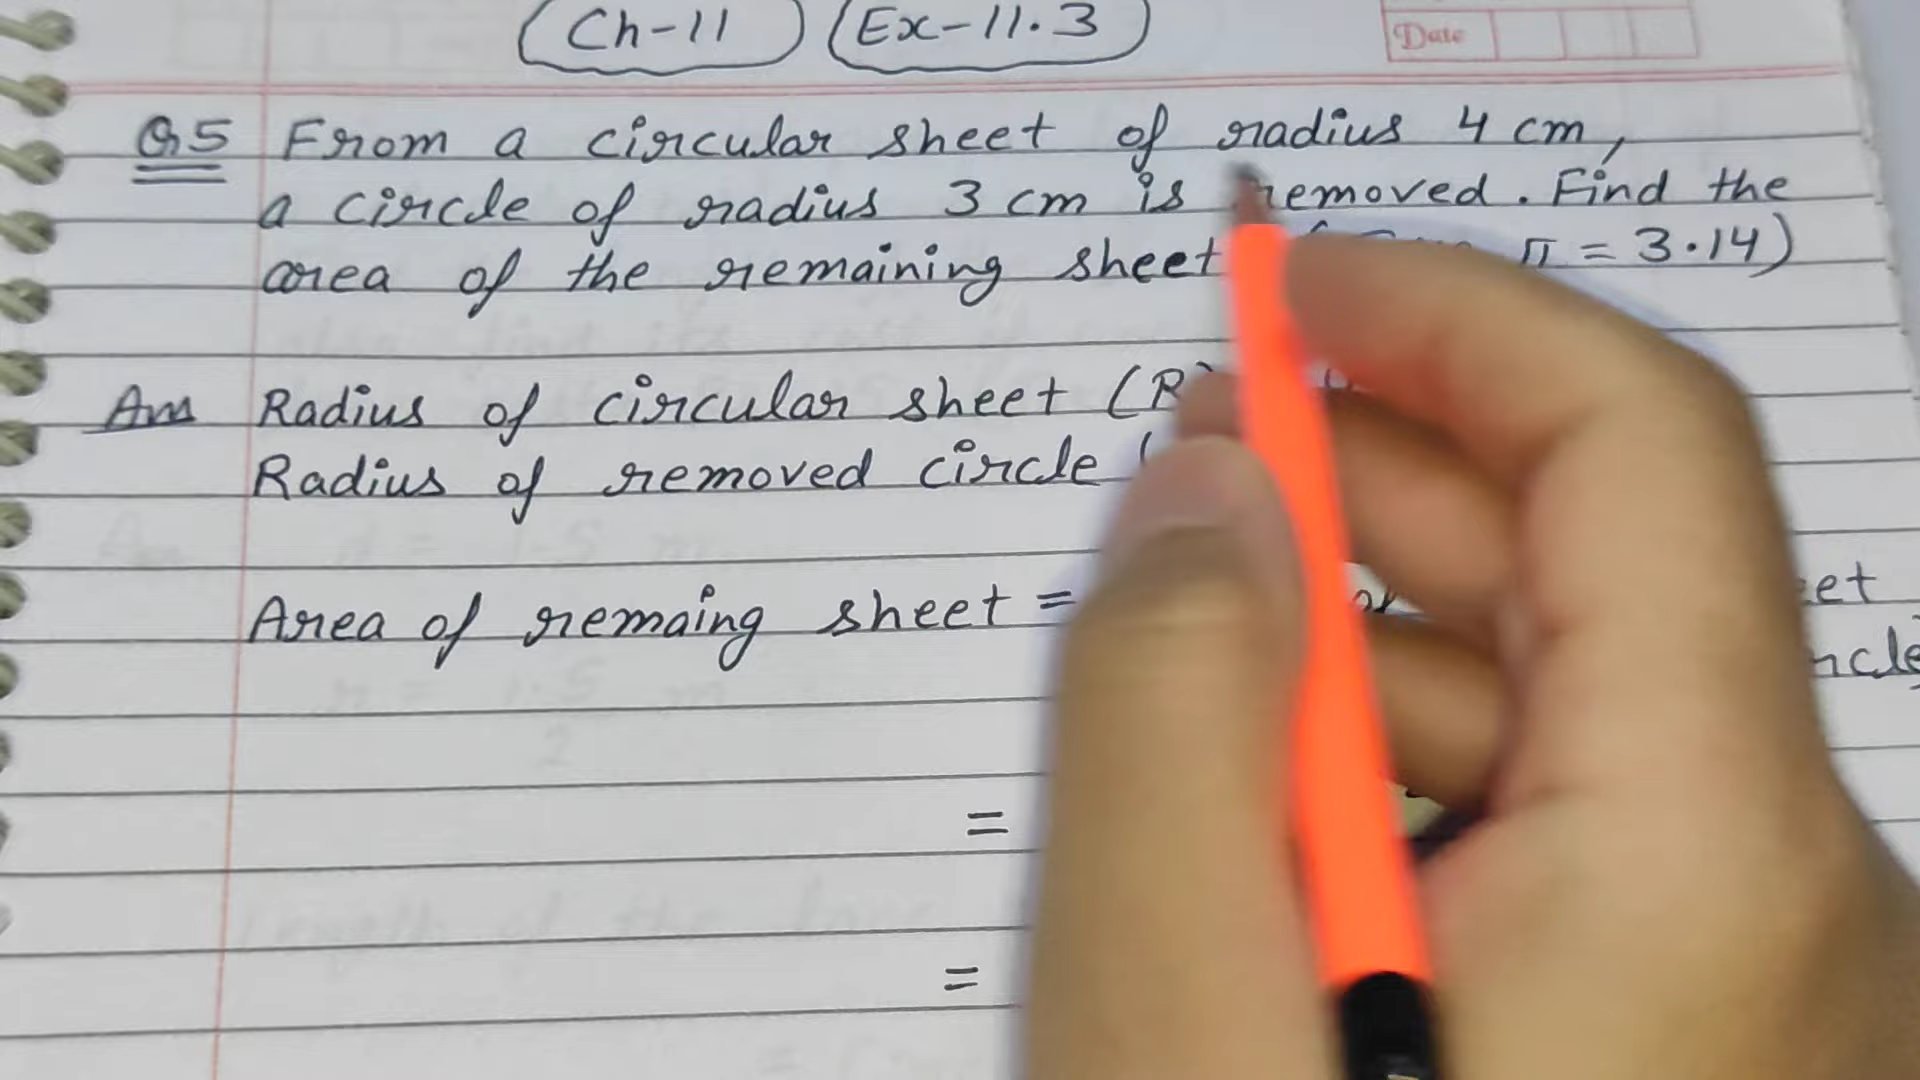 Ch-11 Ex-11.3
Date
Q5 From a circular sheet of radius 4 cm,
a circle of radius 3 cm is removed. Find the
area of the remaining sheet π = 3.14)
Ans Radius of circular sheet (R)
Radius of removed circle (
Area of remaing sheet =
=
=